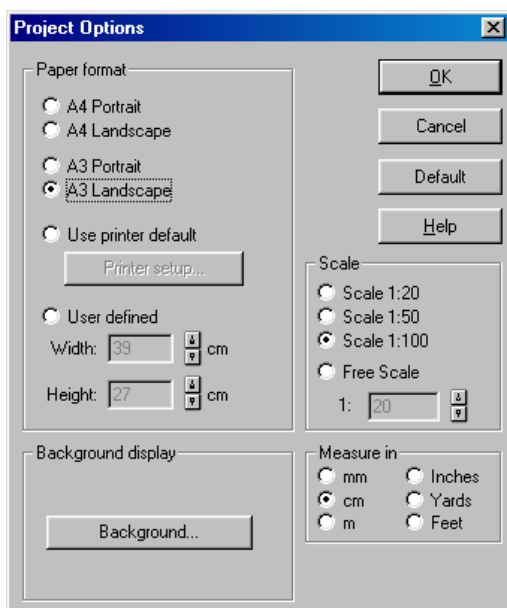 Project Options
Paper format
A4 Portrait
A4 Landscape
A3 Portrait
A3 Landscape
Use printer default
Printer setup...
User defined
Width: 39 cm
Height: 27 cm
Background display
Background...
OK
Cancel
Default
Help
Scale
Scale 1:20
Scale 1:50
Scale 1:100
Free Scale
1: 20
Measure in
mm Inches
cm Yards
m Feet